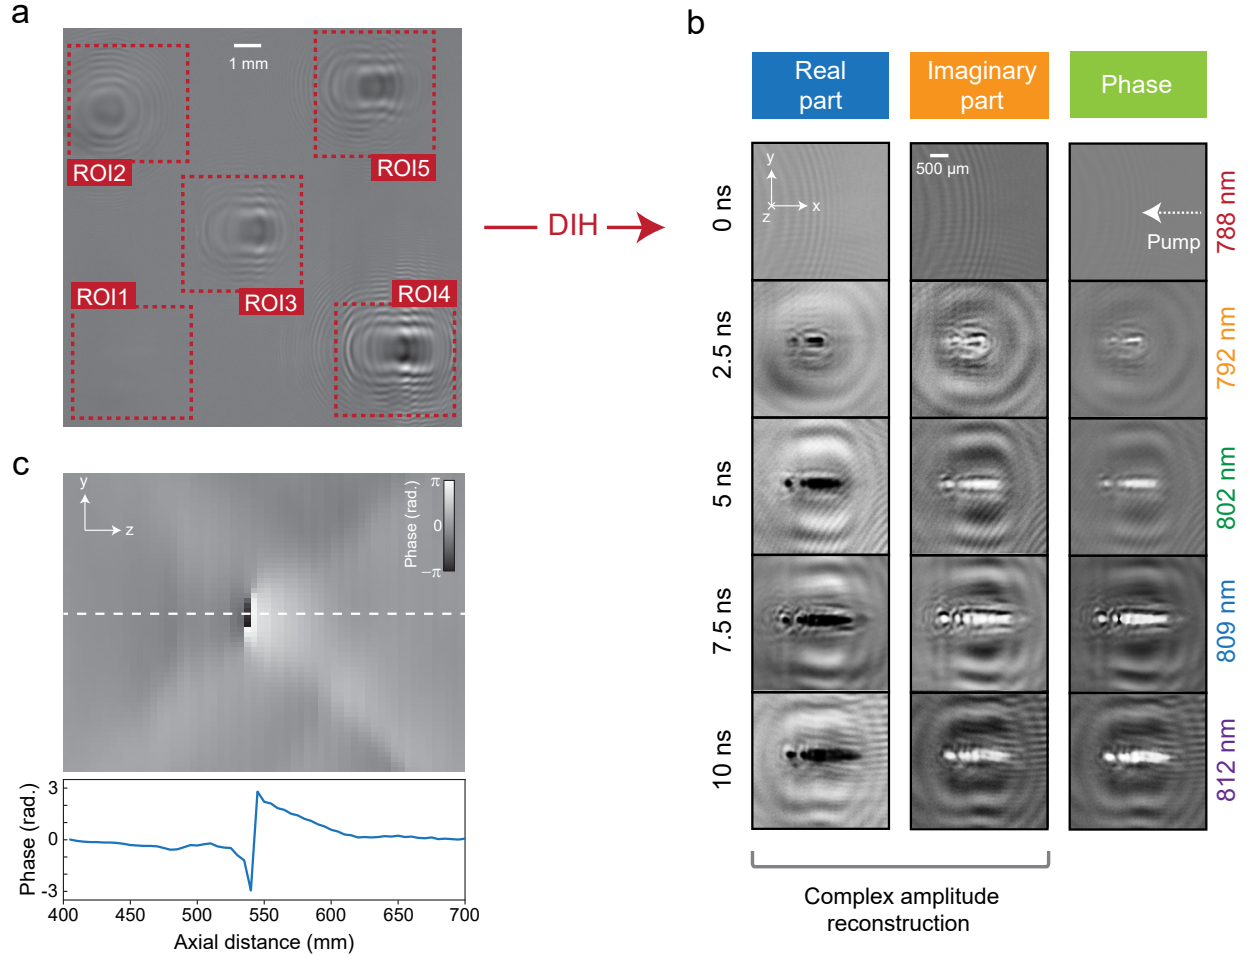 a
1 mm
ROI2
ROI5
ROI3
ROI1
ROI4
DIH
b
Real
part
Imaginary
part
Phase
0 ns
y
z
x
500 µm
Pump
788 nm
2.5 ns
792 nm
5 ns
802 nm
7.5 ns
809 nm
10 ns
812 nm
Complex amplitude
reconstruction
c
y
z
Phase (rad.)
π
0
−π
Phase (rad.)
3
0
-3
400
450
500
550
600
650
700
Axial distance (mm)